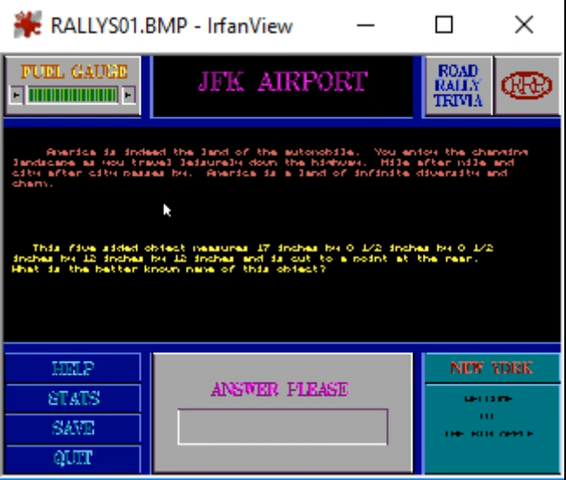 RALLYS01.BMP - IrfanView
FUEL GAUGE
JFK AIRPORT
ROAD
RALLY
TRIVIA
RRR
America is indeed the land of the automobile. You enjoy the changing
landscape as you travel leisurely down the highway. Mile after mile and
city after city passes by. America is a land of infinite diversity and
charm.
This five sided object measures 17 inches by 8 1/2 inches by 8 1/2
inches by 12 inches by 12 inches and is cut to a point at the rear.
What is the better known name of this object?
HELP
STATS
SAVE
QUIT
ANSWER PLEASE
NEW YORK
WELCOME
TO
THE BIG APPLE